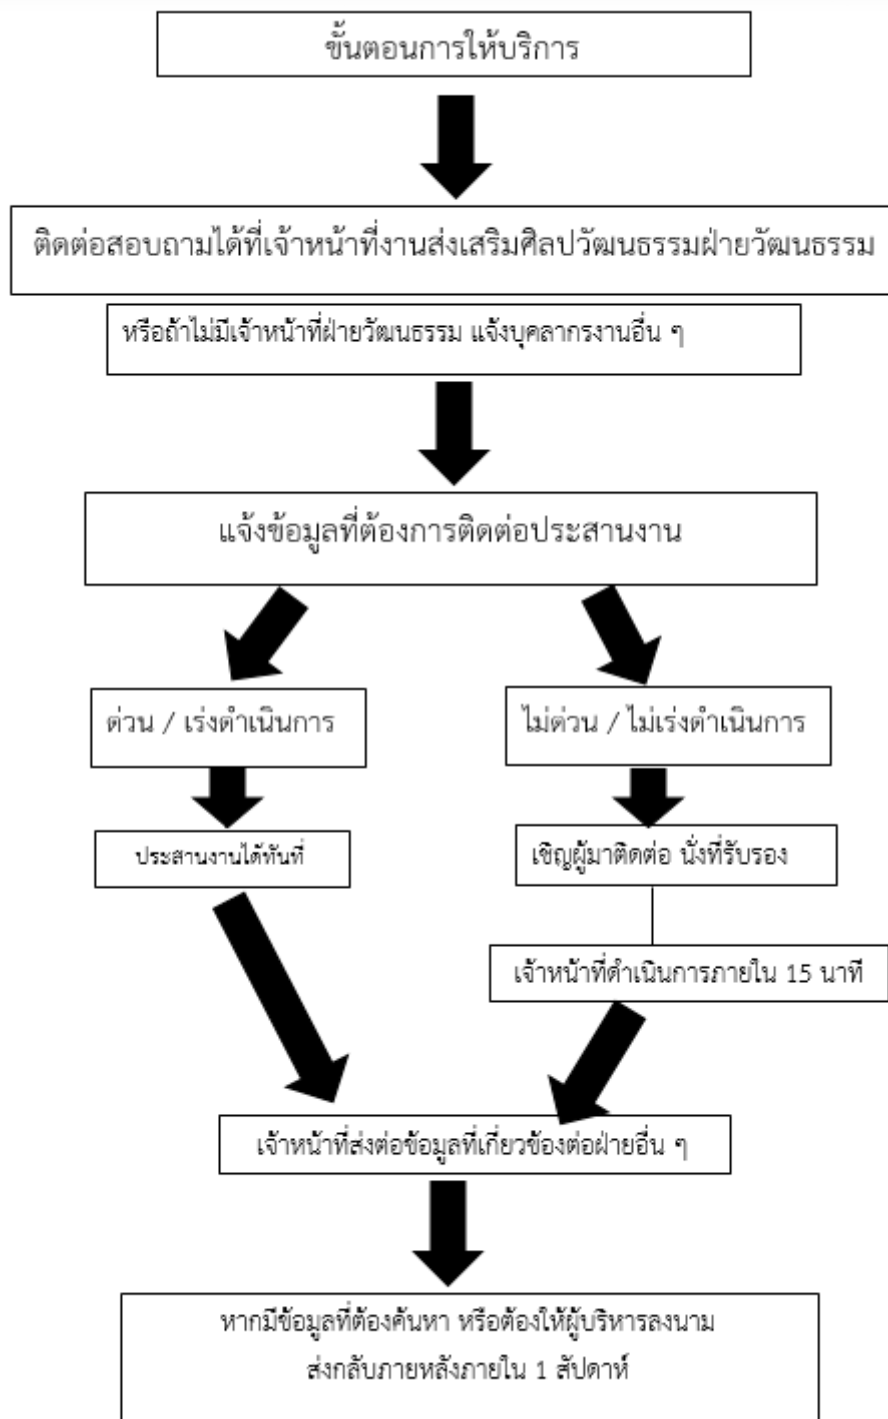 ขั้นตอนการให้บริการ
ติดต่อสอบถามได้ที่เจ้าหน้าที่งานส่งเสริมศิลปวัฒนธรรมฝ่ายวัฒนธรรม
หรือถ้าไม่มีเจ้าหน้าที่ฝ่ายวัฒนธรรม แจ้งบุคลากรงานอื่น ๆ
แจ้งข้อมูลที่ต้องการติดต่อประสานงาน
ด่วน / เร่งดำเนินการ
ไม่ด่วน / ไม่เร่งดำเนินการ
ประสานงานได้ทันที่
เชิญผู้มาติดต่อ นั่งที่รับรอง
เจ้าหน้าที่ดำเนินการภายใน 15 นาที
เจ้าหน้าที่ส่งต่อข้อมูลที่เกี่ยวข้องต่อฝ่ายอื่น ๆ
หากมีข้อมูลที่ต้องค้นหา หรือต้องให้ผู้บริหารลงนาม
ส่งกลับภายหลังภายใน 1 สัปดาห์